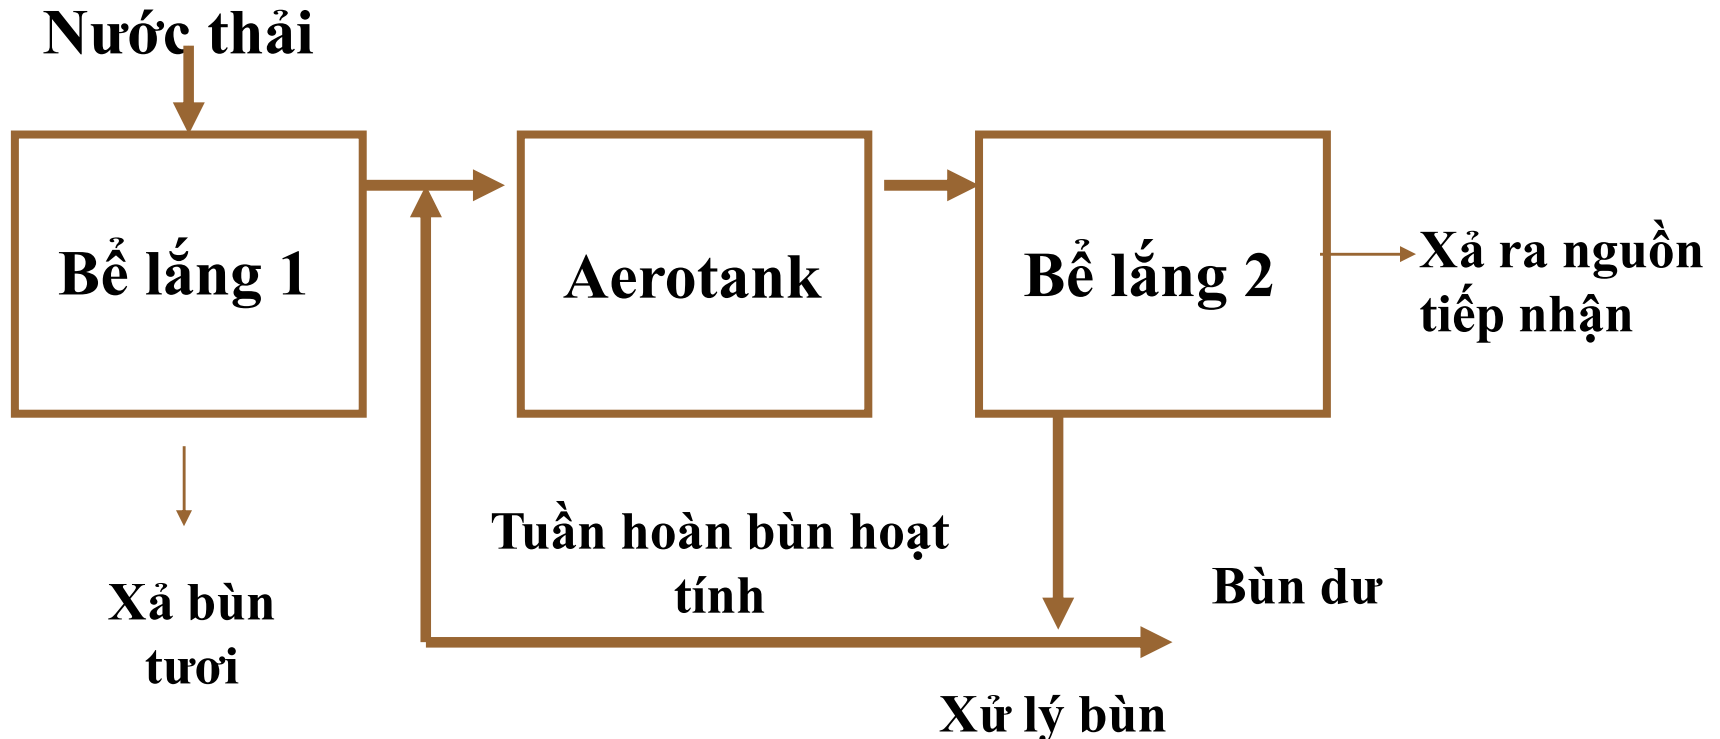 Nước thải
Bể lắng 1
Aerotank
Bể lắng 2
Xả ra nguồn
tiếp nhận
Tuần hoàn bùn hoạt
tính
Bùn dư
Xả bùn
tươi
Xử lý bùn